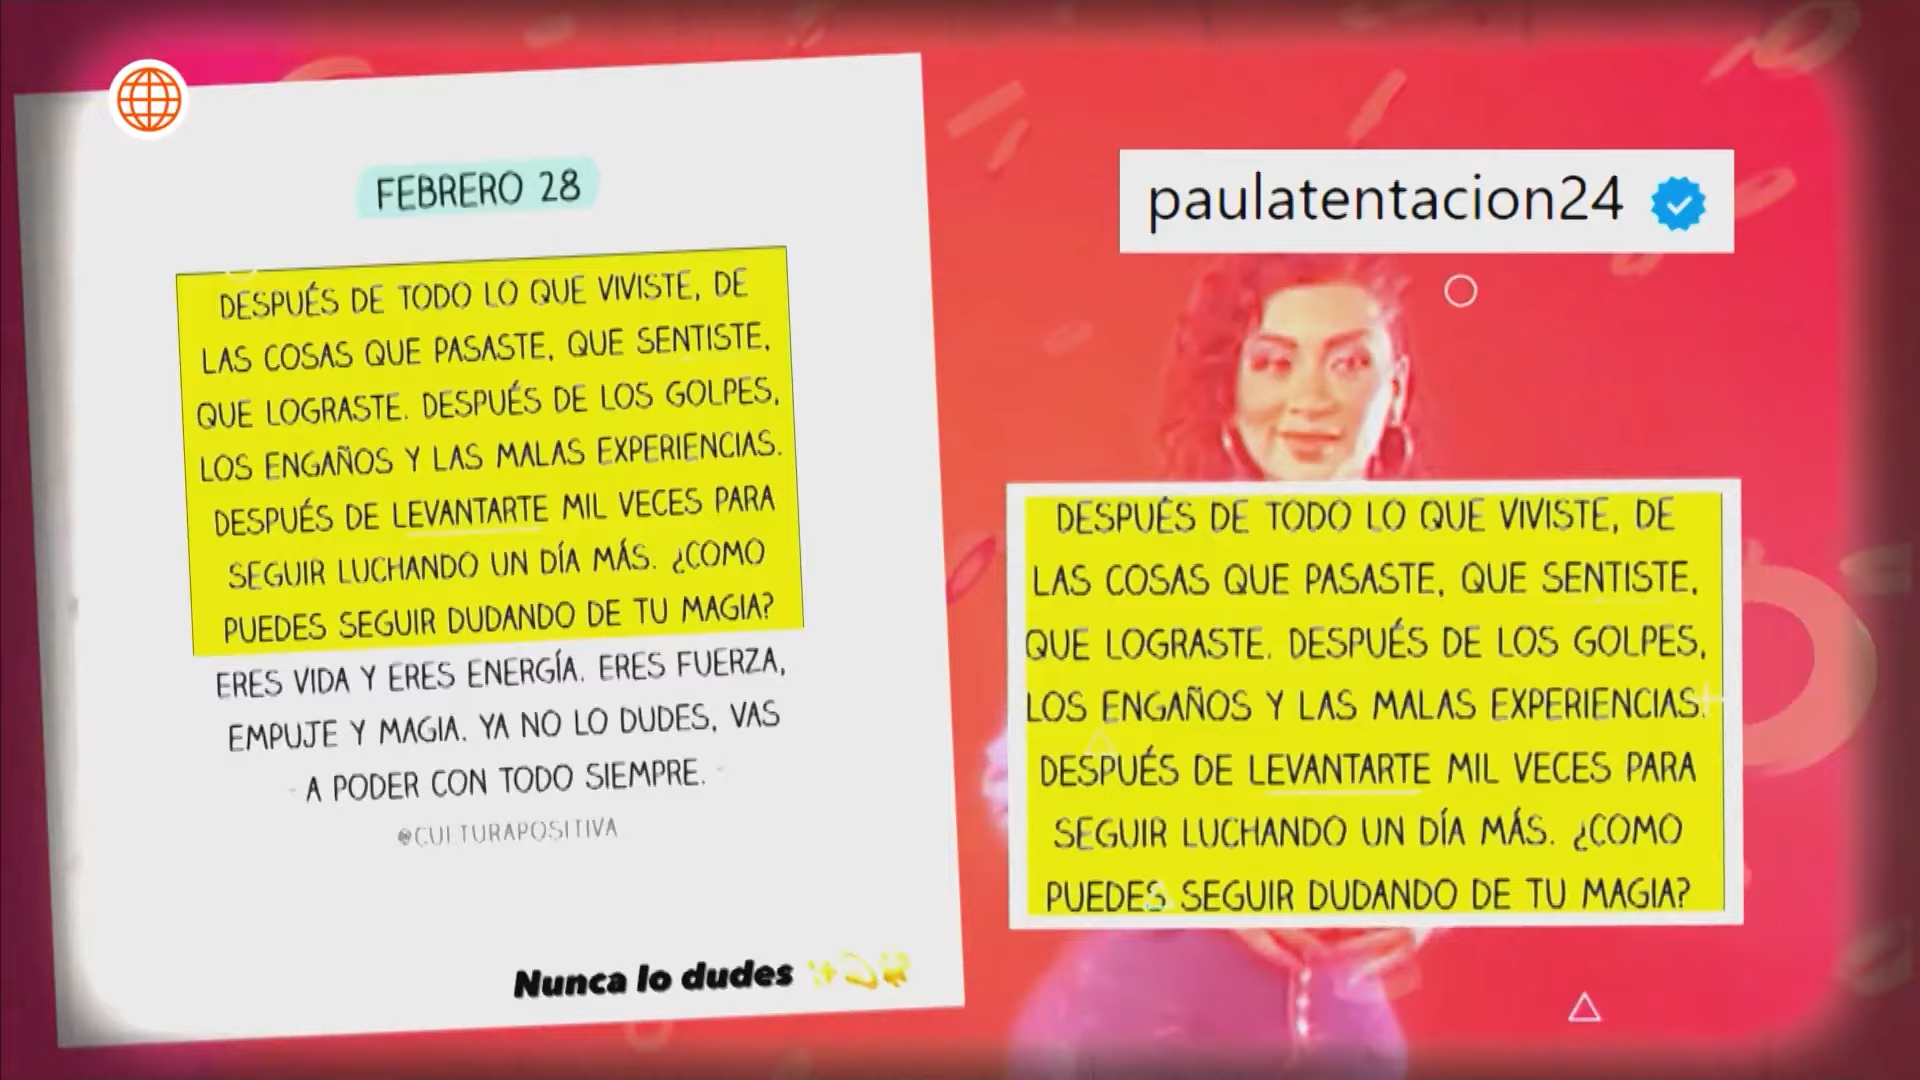 FEBRERO 28
DESPUÉS DE TODO LO QUE VIVISTE, DE
LAS COSAS QUE PASASTE, QUE SENTISTE,
QUE LOGRASTE. DESPUÉS DE LOS GOLPES,
LOS ENGAÑOS Y LAS MALAS EXPERIENCIAS.
DESPUÉS DE LEVANTARTE MIL VECES PARA
SEGUIR LUCHANDO UN DÍA MÁS. ¿COMO
PUEDES SEGUIR DUDANDO DE TU MAGIA?
ERES VIDA Y ERES ENERGÍA. ERES FUERZA,
EMPUJE Y MAGIA. YA NO LO DUDES, VAS
A PODER CON TODO SIEMPRE.
@CULTURAPOSITIVA
Nunca lo dudes
paulatentacion24
DESPUÉS DE TODO LO QUE VIVISTE, DE
LAS COSAS QUE PASASTE, QUE SENTISTE,
QUE LOGRASTE. DESPUÉS DE LOS GOLPES,
LOS ENGAÑOS Y LAS MALAS EXPERIENCIAS.
DESPUÉS DE LEVANTARTE MIL VECES PARA
SEGUIR LUCHANDO UN DÍA MÁS. ¿COMO
PUEDES SEGUIR DUDANDO DE TU MAGIA?